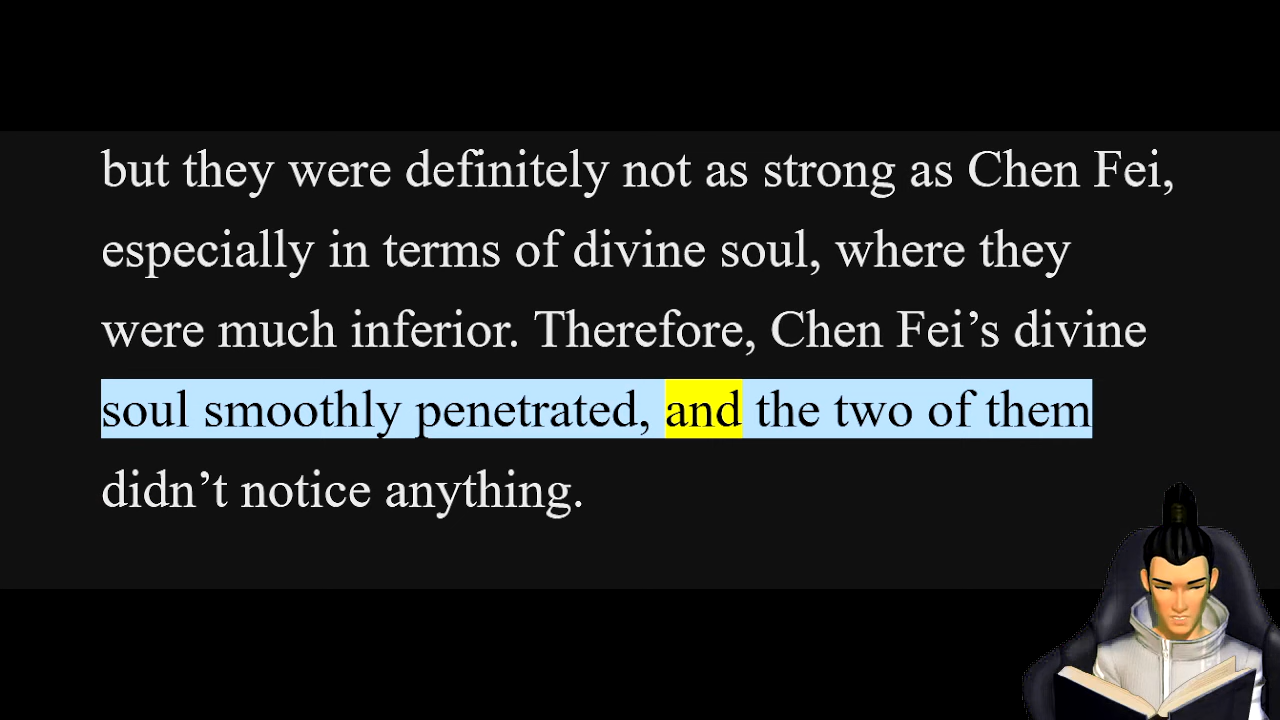 but they were definitely not as strong as Chen Fei,
especially in terms of divine soul, where they
were much inferior. Therefore, Chen Fei’s divine
soul smoothly penetrated, and the two of them
didn’t notice anything.